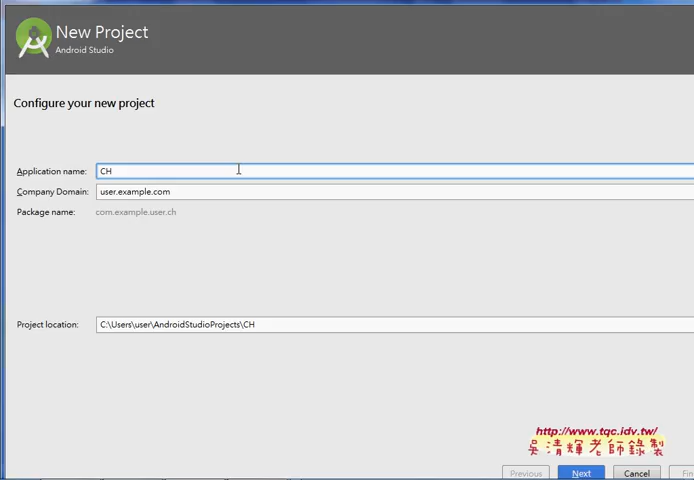 New Project
Android Studio
Configure your new project
Application name: CH
Company Domain: user.example.com
Package name: com.example.user.ch
Project location: C:\Users\user\AndroidStudioProjects\CH
http://www.tqc.idv.tw/
吳清輝老師錄製
Previous Next Cancel Fin